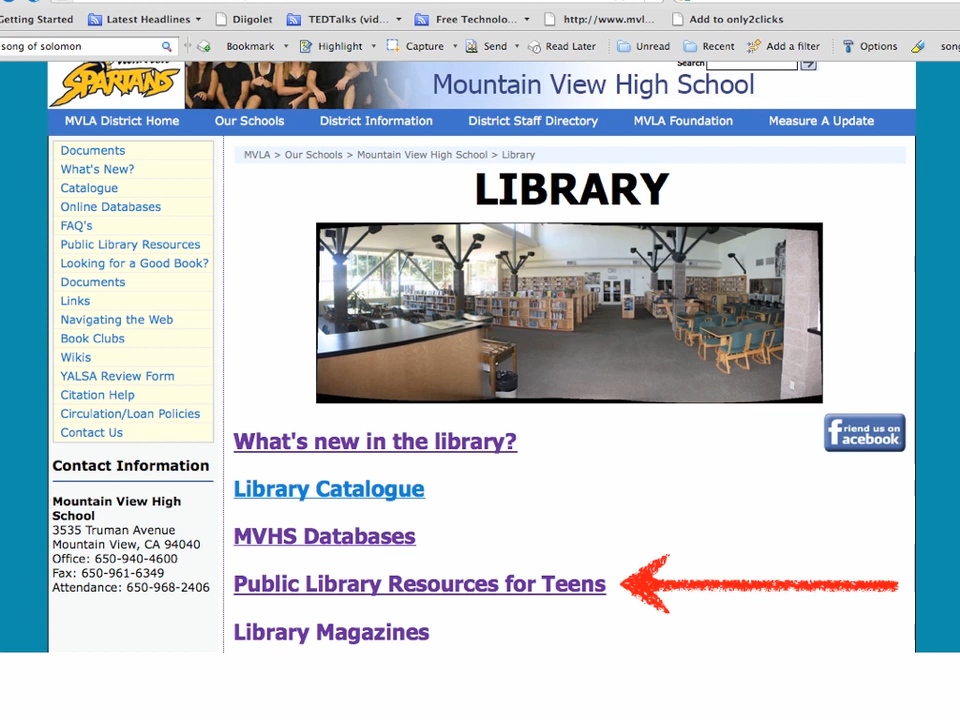 Getting Started Latest Headlines Diigolet TEDTalks (vid... Free Technolo... http://www.mvl... Add to only2clicks
song of solomon Bookmark Highlight Capture Send Read Later Unread Recent Add a filter Options song
SPARTANS
Search
Mountain View High School
MVLA District Home Our Schools District Information District Staff Directory MVLA Foundation Measure A Update
Documents
What's New?
Catalogue
Online Databases
FAQ's
Public Library Resources
Looking for a Good Book?
Documents
Links
Navigating the Web
Book Clubs
Wikis
YALSA Review Form
Citation Help
Circulation/Loan Policies
Contact Us
Contact Information
Mountain View High
School
3535 Truman Avenue
Mountain View, CA 94040
Office: 650-940-4600
Fax: 650-961-6349
Attendance: 650-968-2406
MVLA > Our Schools > Mountain View High School > Library
LIBRARY
friend us on
facebook
What's new in the library?
Library Catalogue
MVHS Databases
Public Library Resources for Teens
Library Magazines